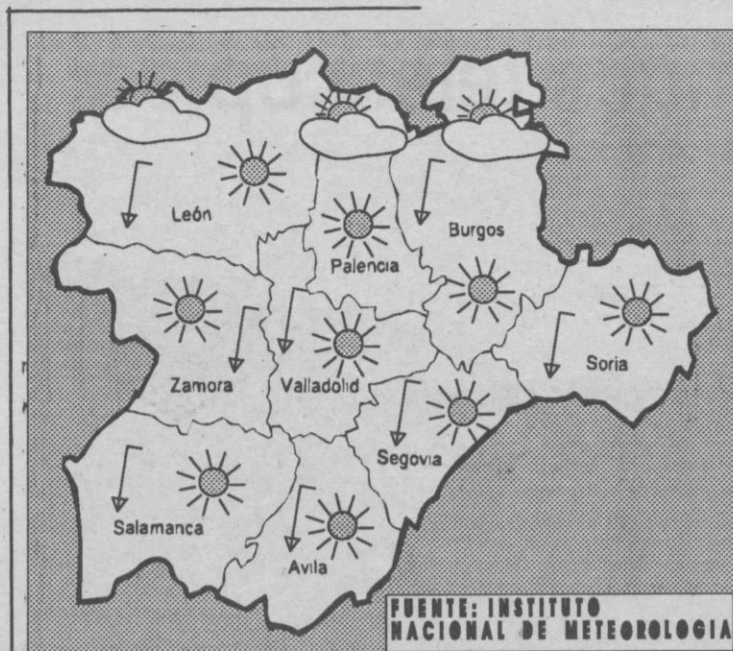 León
Burgos
Palencia
Soria
Zamora
Valladolid
Segovia
Salamanca
Avila
FUENTE: INSTITUTO
NACIONAL DE METEOROLOGIA